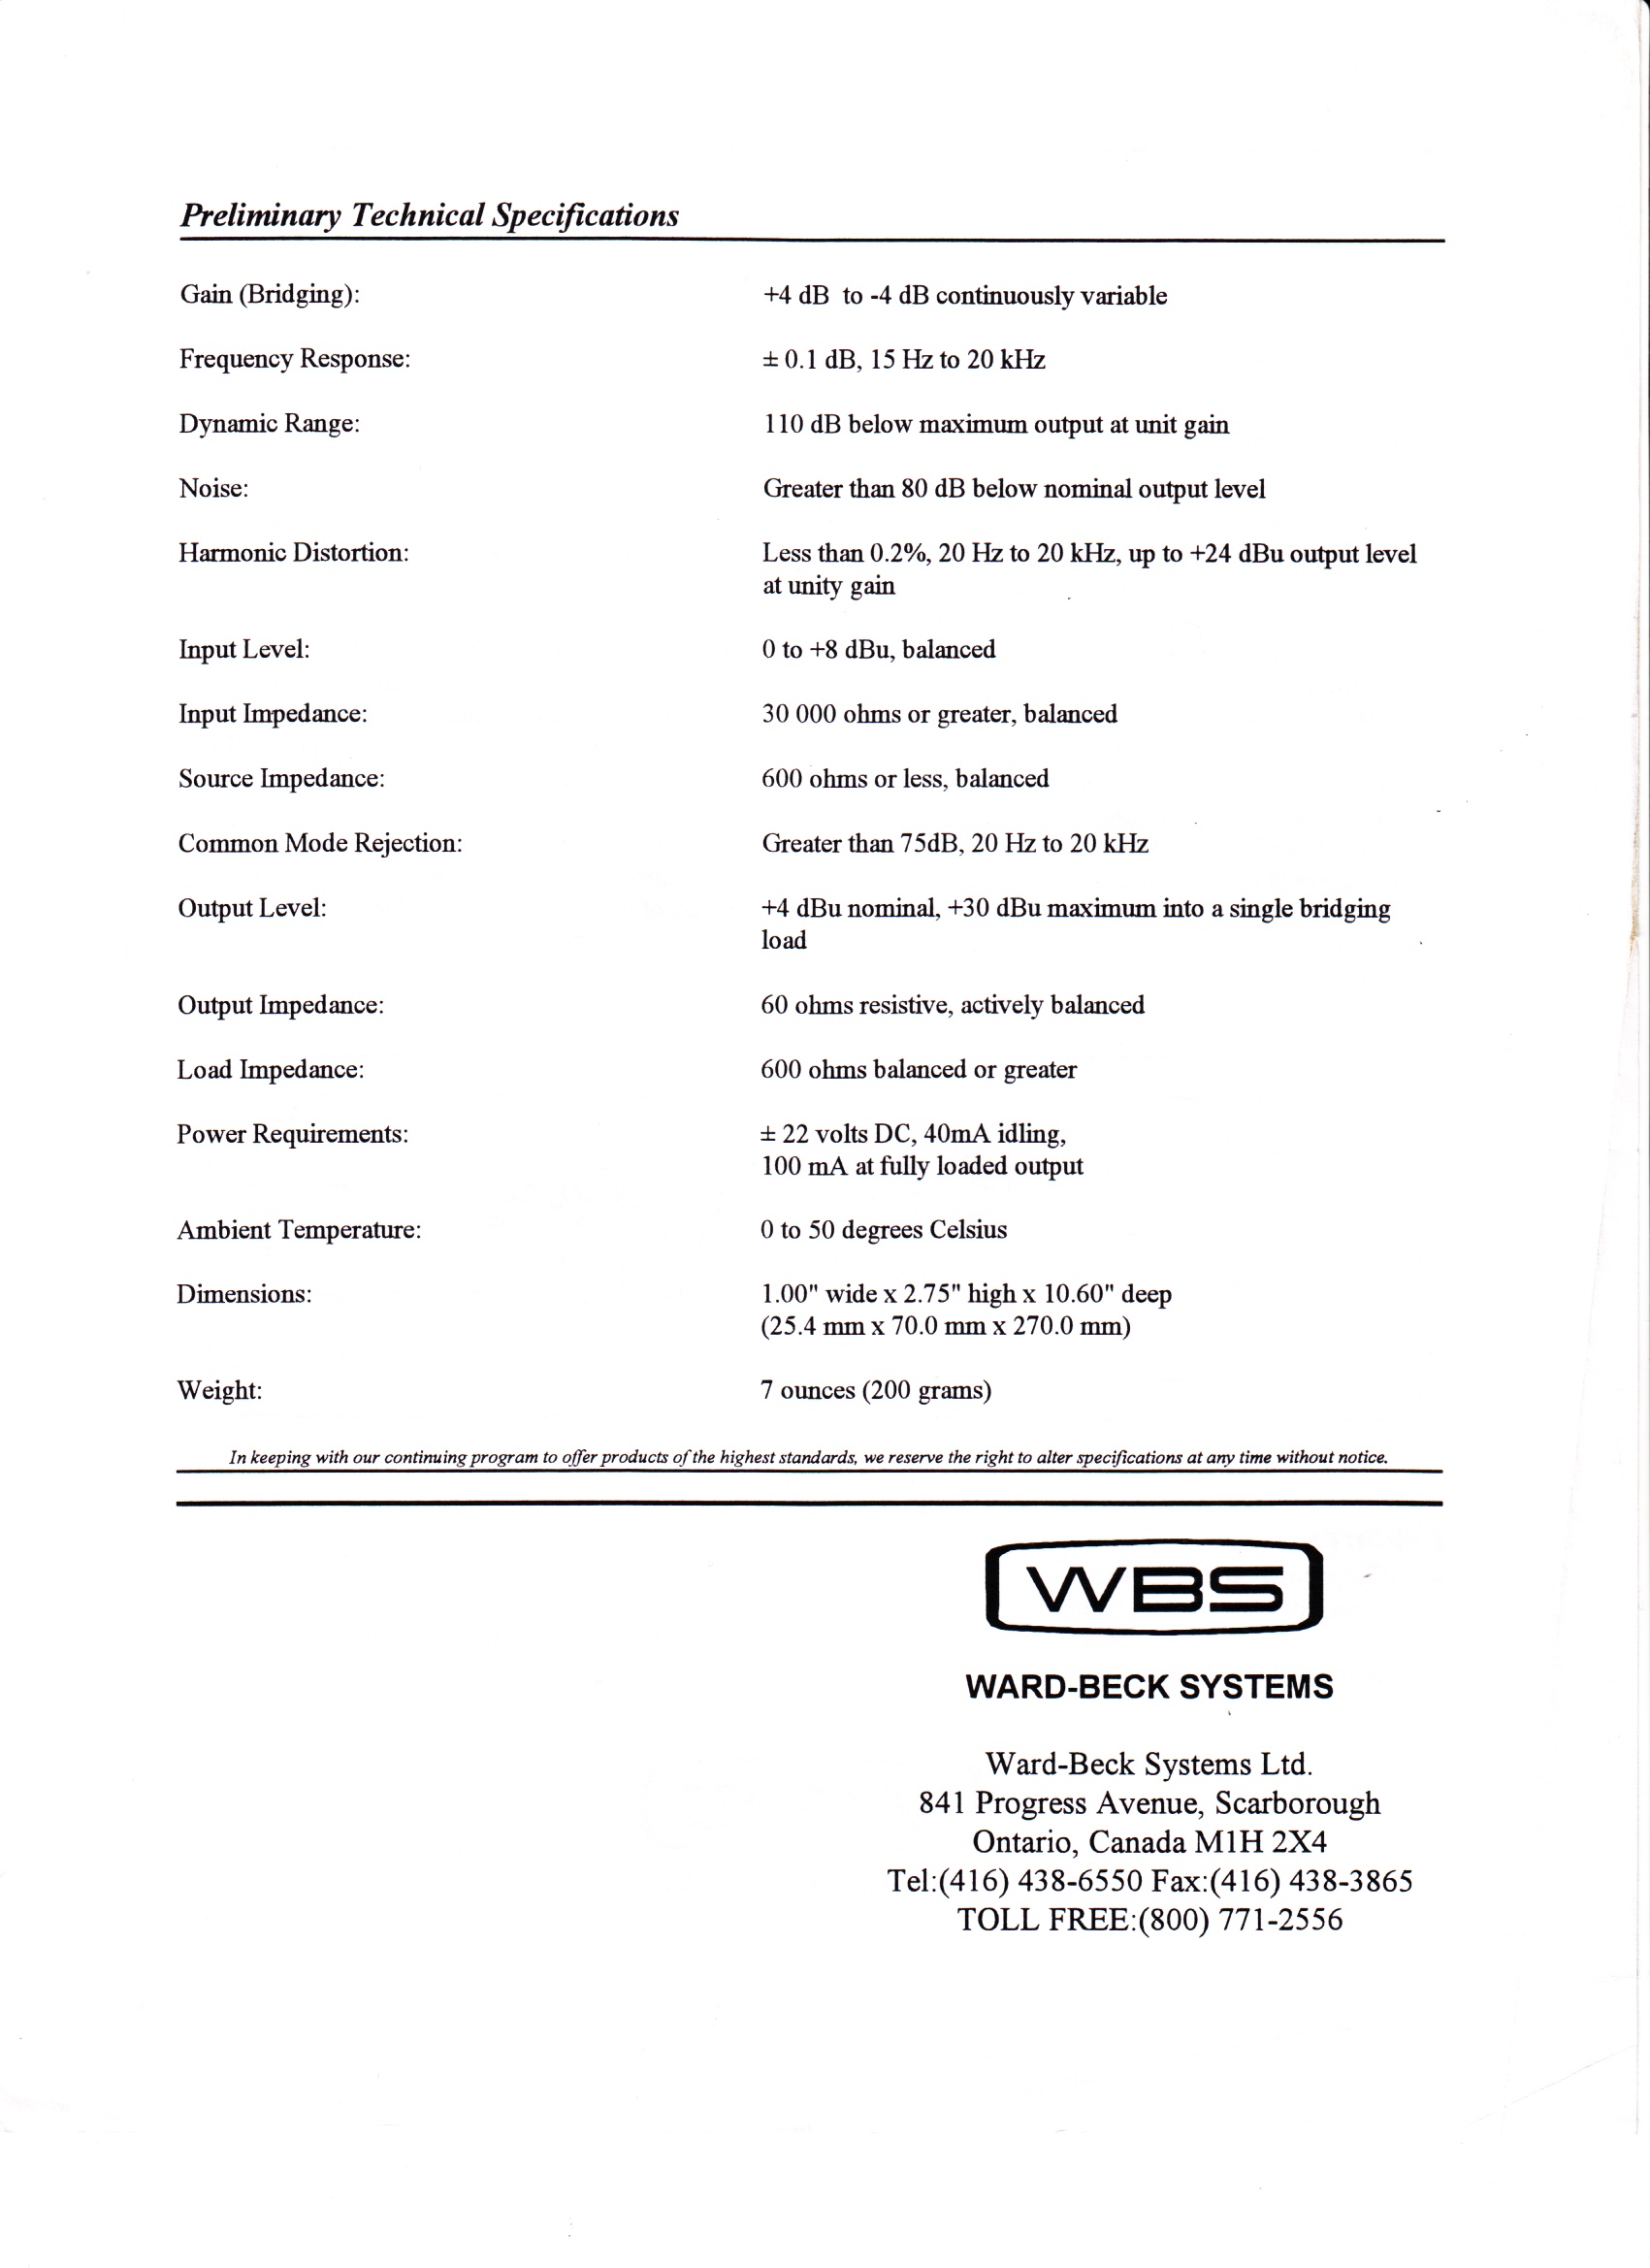 Preliminary Technical Specifications
Gain (Bridging): +4 dB  to -4 dB continuously variable
Frequency Response: ± 0.1 dB, 15 Hz to 20 kHz
Dynamic Range: 110 dB below maximum output at unit gain
Noise: Greater than 80 dB below nominal output level
Harmonic Distortion: Less than 0.2%, 20 Hz to 20 kHz, up to +24 dBu output level
at unity gain
Input Level: 0 to +8 dBu, balanced
Input Impedance: 30 000 ohms or greater, balanced
Source Impedance: 600 ohms or less, balanced
Common Mode Rejection: Greater than 75dB, 20 Hz to 20 kHz
Output Level: +4 dBu nominal, +30 dBu maximum into a single bridging
load
Output Impedance: 60 ohms resistive, actively balanced
Load Impedance: 600 ohms balanced or greater
Power Requirements: ± 22 volts DC, 40mA idling,
100 mA at fully loaded output
Ambient Temperature: 0 to 50 degrees Celsius
Dimensions: 1.00" wide x 2.75" high x 10.60" deep
(25.4 mm x 70.0 mm x 270.0 mm)
Weight: 7 ounces (200 grams)
In keeping with our continuing program to offer products of the highest standards, we reserve the right to alter specifications at any time without notice.
WBS
WARD-BECK SYSTEMS
Ward-Beck Systems Ltd.
841 Progress Avenue, Scarborough
Ontario, Canada M1H 2X4
Tel:(416) 438-6550 Fax:(416) 438-3865
TOLL FREE:(800) 771-2556